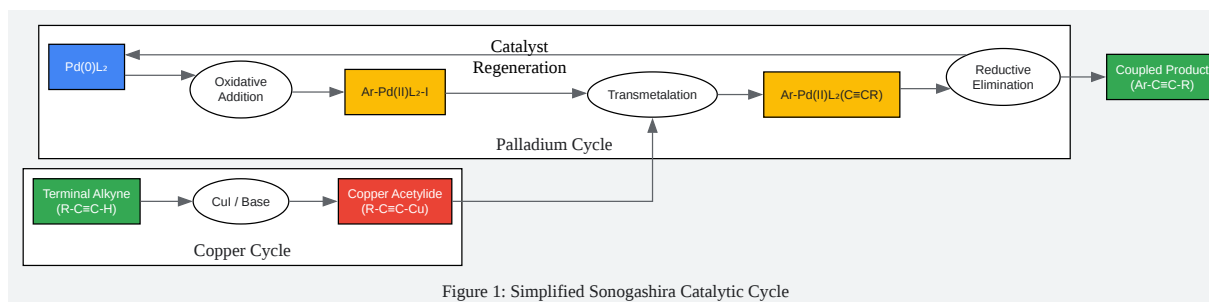 Pd(0)L₂
Oxidative
Addition
Ar-Pd(II)L₂-I
Catalyst
Regeneration
Transmetalation
Ar-Pd(II)L₂(C≡CR)
Reductive
Elimination
Coupled Product
(Ar-C≡C-R)
Palladium Cycle
Terminal Alkyne
(R-C≡C-H)
CuI / Base
Copper Acetylide
(R-C≡C-Cu)
Copper Cycle
Figure 1: Simplified Sonogashira Catalytic Cycle